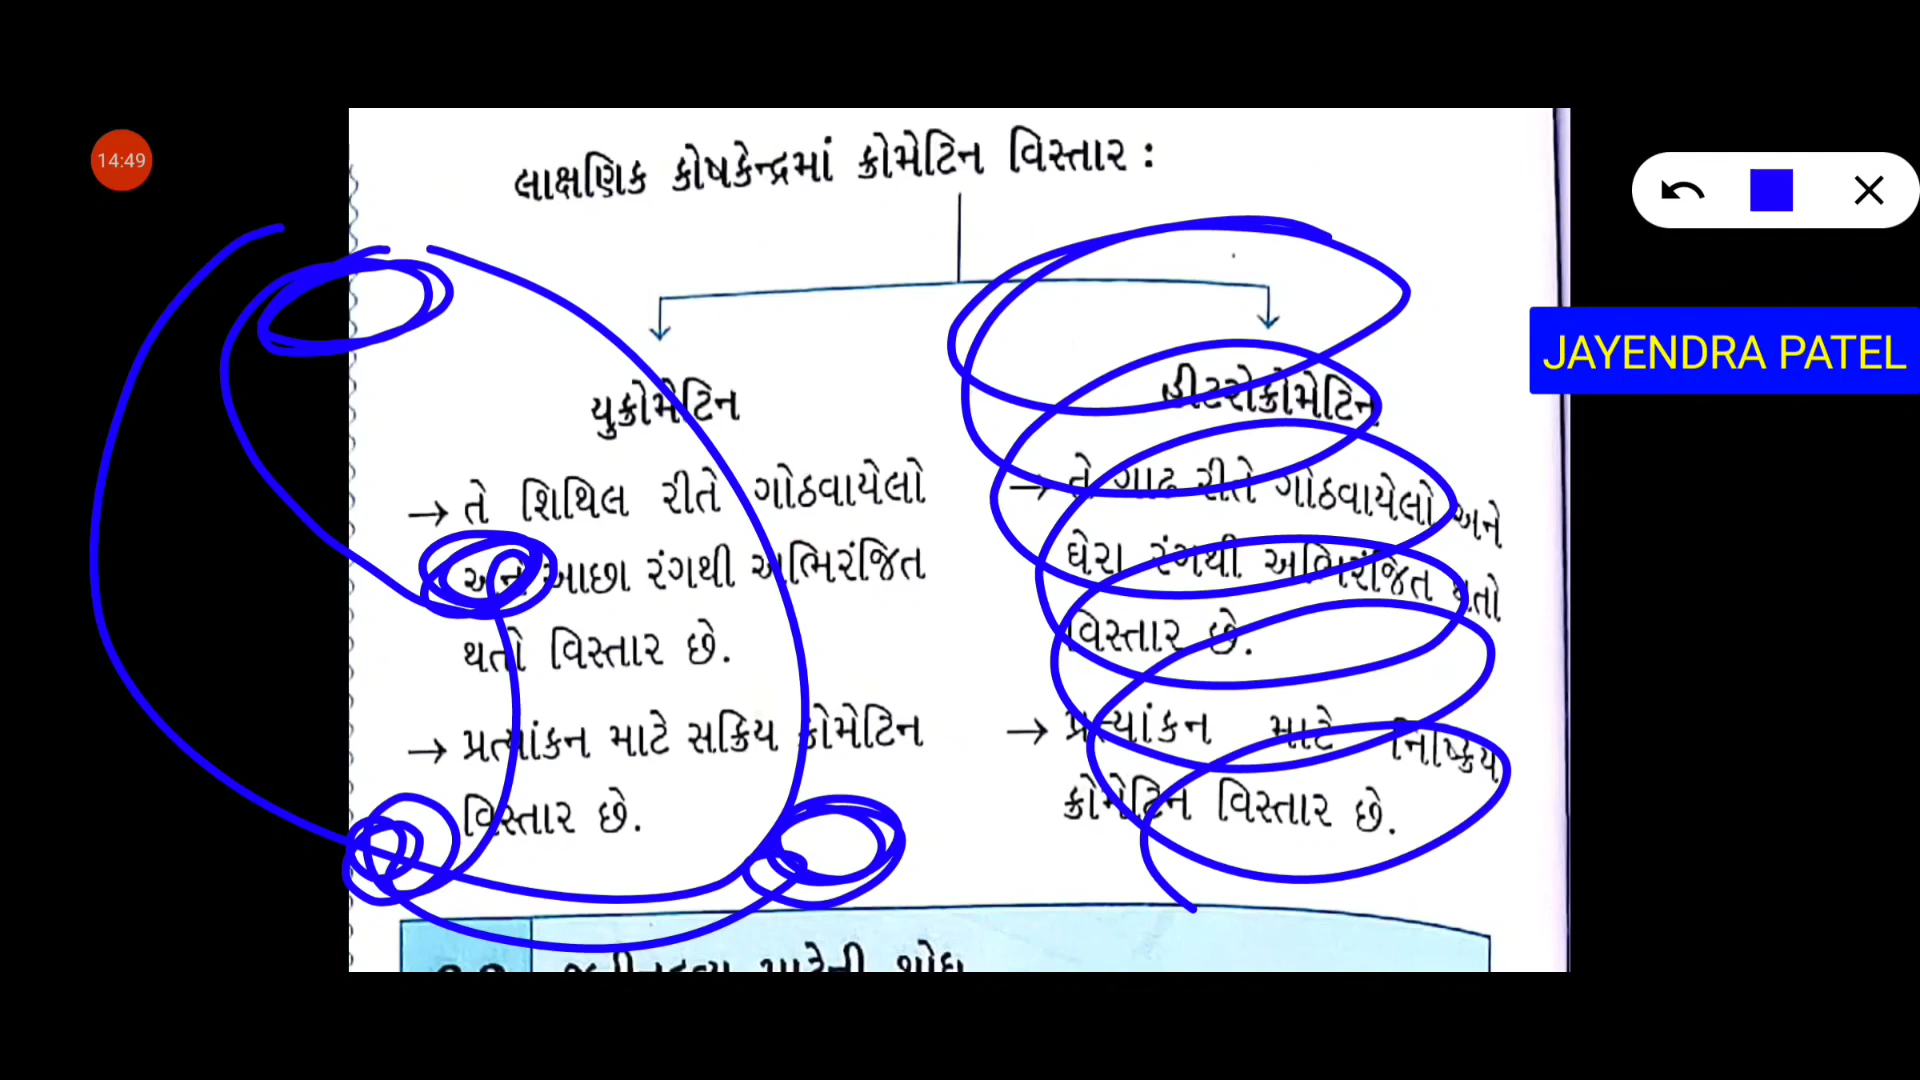 14:49
લાક્ષણિક કોષકેન્દ્રમાં ક્રોમેટિન વિસ્તાર :
JAYENDRA PATEL
યુક્રોમેટિન
→ તે શિથિલ રીતે ગોઠવાયેલો
અને આછા રંગથી અભિરંજિત
થતો વિસ્તાર છે.
→ પ્રત્યાંકન માટે સક્રિય ક્રોમેટિન
વિસ્તાર છે.
હીટરોક્રોમેટિન
→ તે ગાઢ રીતે ગોઠવાયેલો અને
ઘેરા રંગથી અભિરંજિત થતો
વિસ્તાર છે.
→ પ્રત્યાંકન માટે નિષ્ક્રિય
ક્રોમેટિન વિસ્તાર છે.